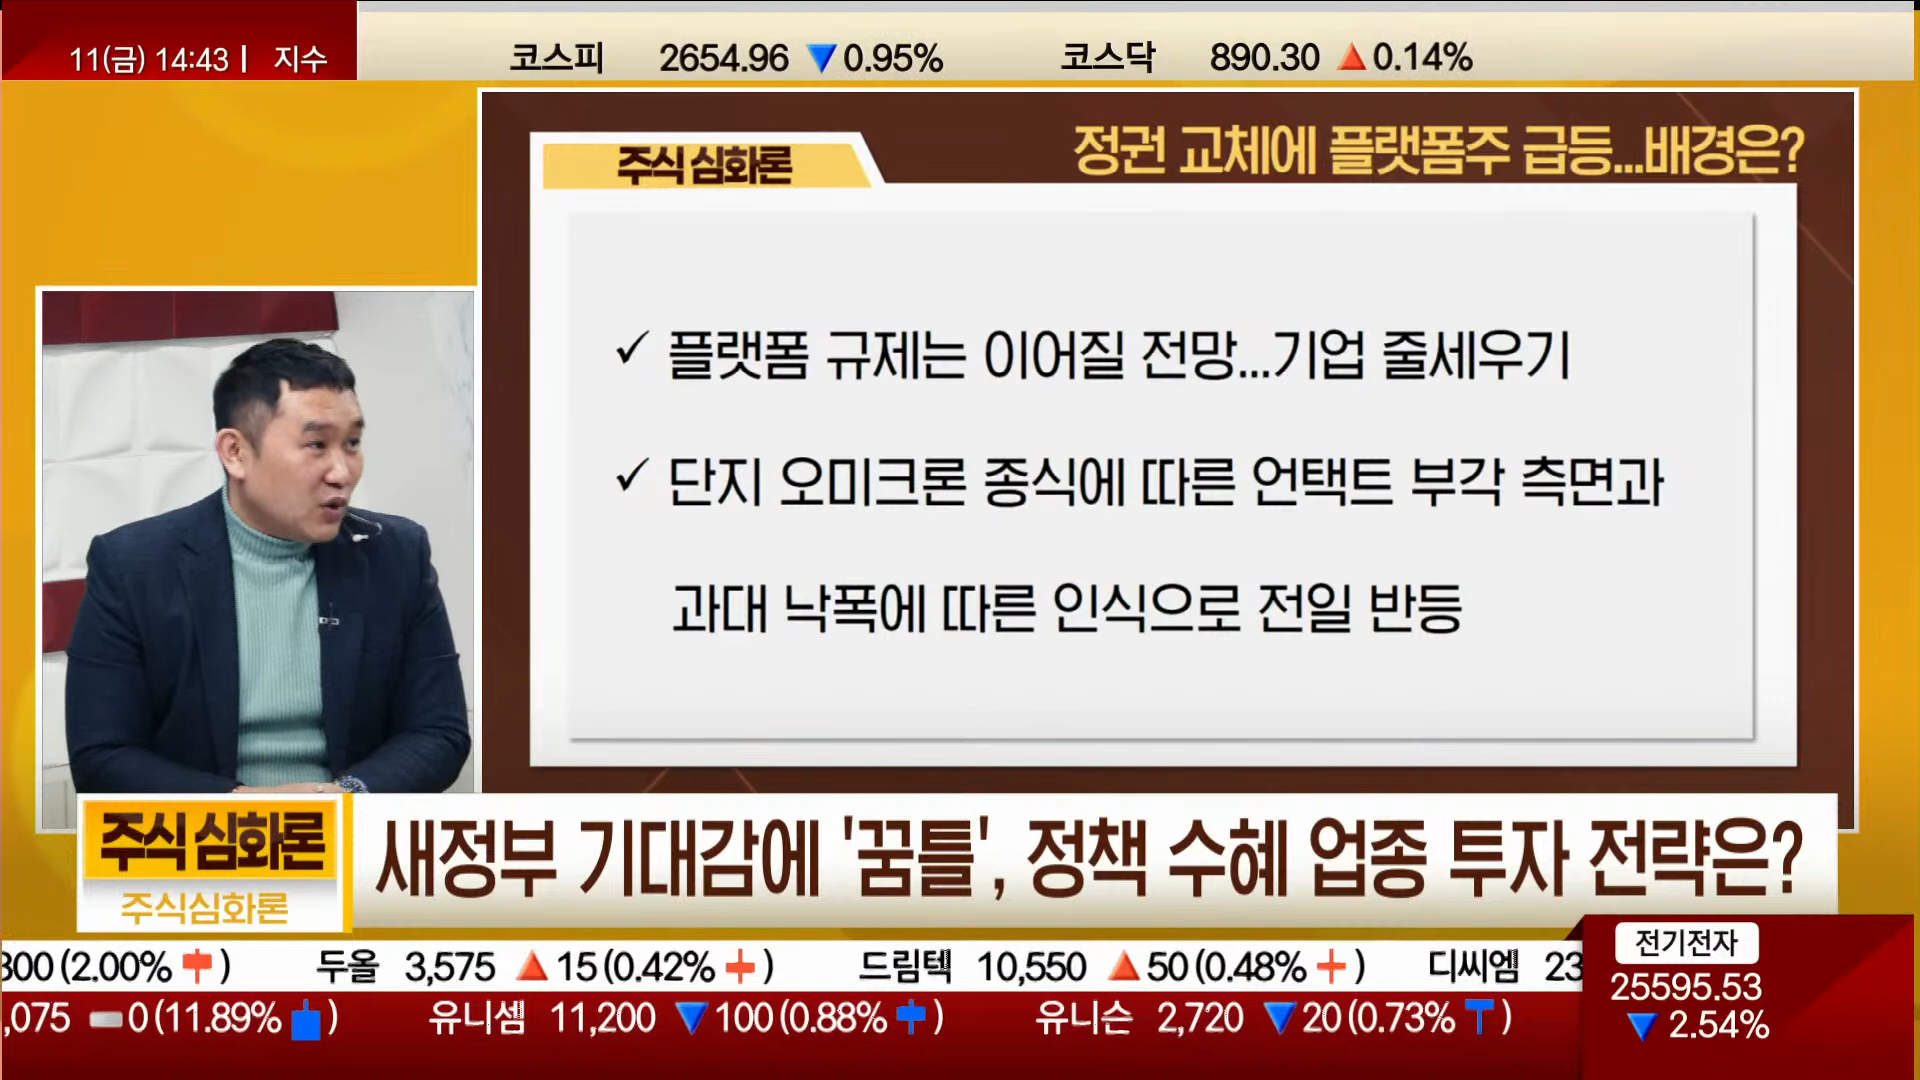 11(금) 14:43 | 지수 코스피 2654.96 ▼0.95% 코스닥 890.30 ▲0.14%
주식 심화론
정권 교체에 플랫폼주 급등...배경은?
✓ 플랫폼 규제는 이어질 전망...기업 줄세우기
✓ 단지 오미크론 종식에 따른 언택트 부각 측면과
과대 낙폭에 따른 인식으로 전일 반등
주식 심화론
주식심화론
새정부 기대감에 '꿈틀', 정책 수혜 업종 투자 전략은?
800(2.00% ) 두올 3,575 ▲15(0.42% ) 드림텍 10,550 ▲50(0.48% ) 디씨엠 23
,075 0(11.89% ) 유니셈 11,200 ▼100(0.88% ) 유니슨 2,720 ▼20(0.73% )
전기전자
25595.53
▼ 2.54%